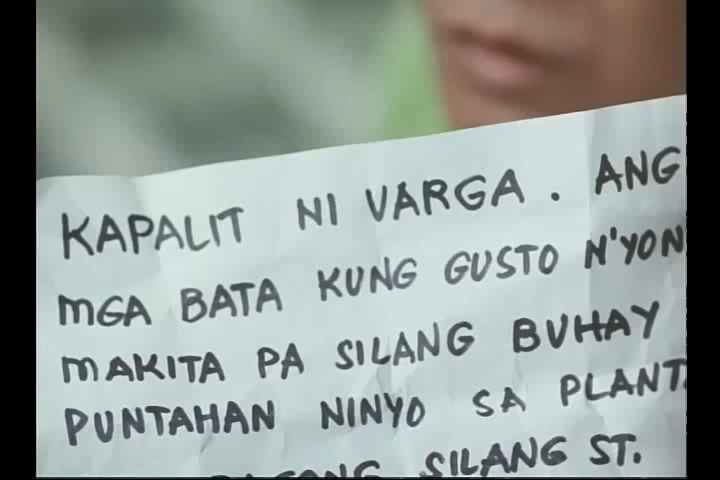 KAPALIT NI VARGA. ANG
MGA BATA KUNG GUSTO N'YON
MAKITA PA SILANG BUHAY
PUNTAHAN NINYO SA PLANT
SILANG ST.